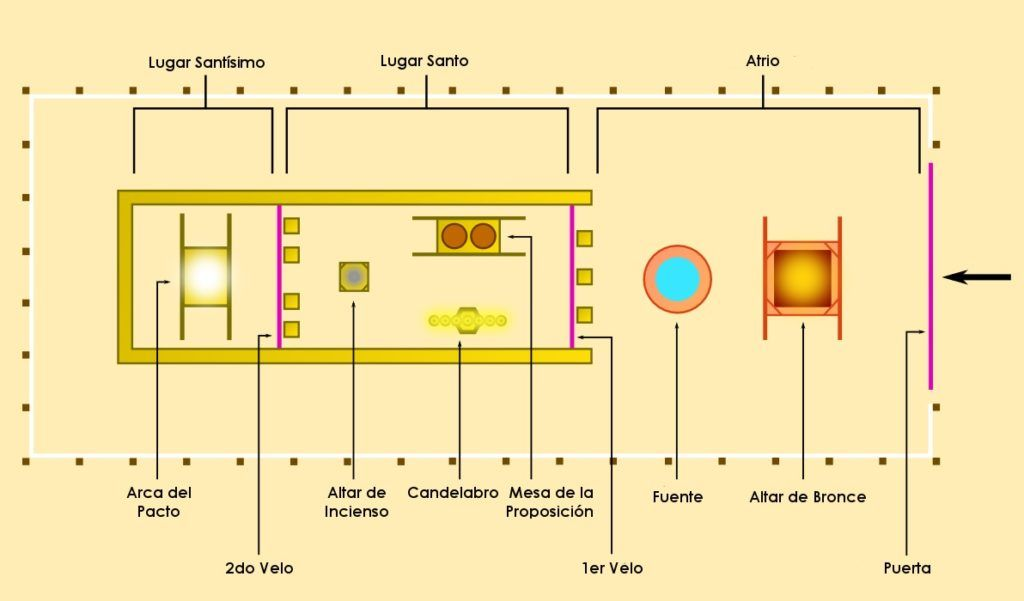 Lugar Santísimo
Lugar Santo
Atrio
Arca del
Pacto
Altar de
Incienso
Candelabro
Mesa de la
Proposición
Fuente
Altar de Bronce
2do Velo
1er Velo
Puerta